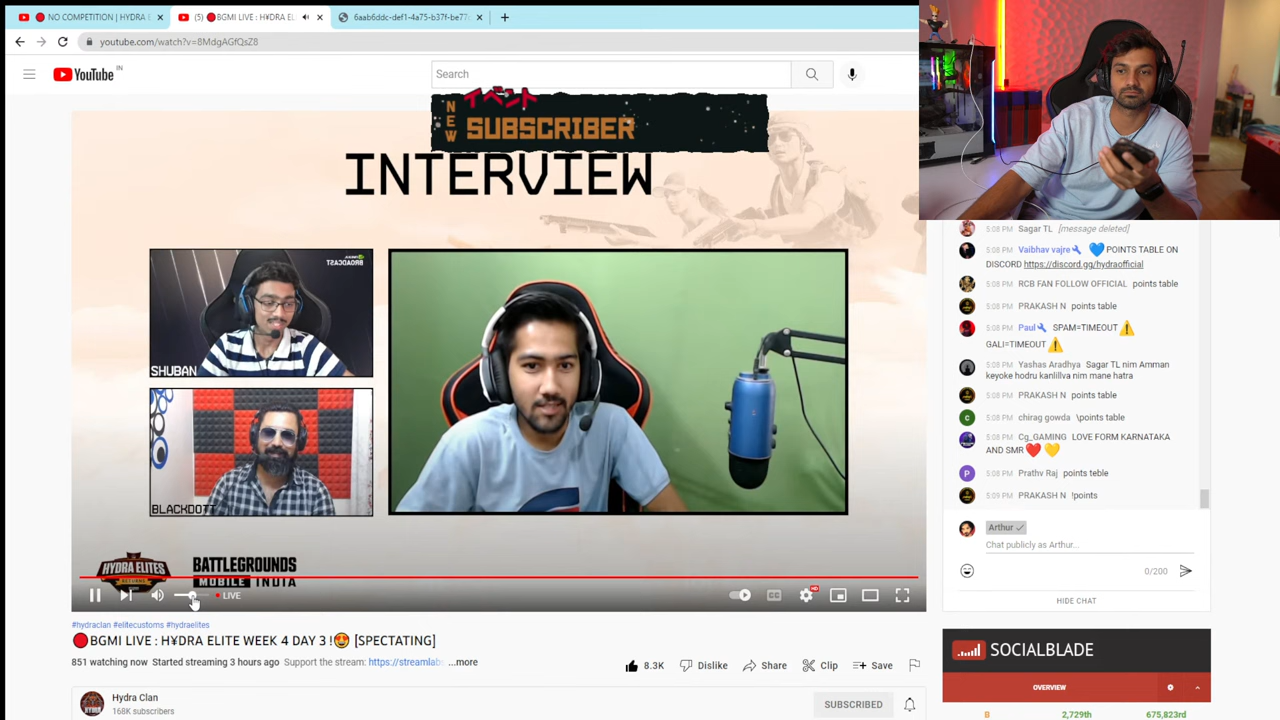 NO COMPETITION | HYDRA E
(5) 🔴BGMI LIVE : H¥DRA EL
6aab6ddc-def1-4a75-b37f-be77
youtube.com/watch?v=8MdgAGfQsZ8
YouTube IN
Search
イベント
NEW
SUBSCRIBER
INTERVIEW
BROADCAST
SHUBAN
BLACKDOTT
HYDRA ELITES
BATTLEGROUNDS
MOBILE INDIA
LIVE
CC
HD
#hydraclan #elitecustoms #hydraelites
🔴BGMI LIVE : H¥DRA ELITE WEEK 4 DAY 3 !🤩 [SPECTATING]
851 watching now Started streaming 3 hours ago Support the stream: https://streamlab ...more
8.3K
Dislike
Share
Clip
Save
Hydra Clan
168K subscribers
SUBSCRIBED
5:08 PM Sagar TL [message deleted]
5:08 PM Vaibhav vajre 💙POINTS TABLE ON
DISCORD https://discord.gg/hydraofficial
5:08 PM RCB FAN FOLLOW OFFICIAL points table
5:08 PM PRAKASH N points table
5:08 PM Paul SPAM=TIMEOUT⚠️
GALI=TIMEOUT⚠️
5:08 PM Yashas Aradhya Sagar TL nim Amman
keyoke hodru kanlillva nim mane hatra
5:08 PM PRAKASH N points table
5:08 PM chirag gowda \points table
5:08 PM Cg_GAMING LOVE FORM KARNATAKA
AND SMR❤️💛
5:08 PM Prathv Raj points teble
5:09 PM PRAKASH N !points
Arthur
Chat publicly as Arthur...
0/200
HIDE CHAT
SOCIALBLADE
OVERVIEW
B 2,729th 675,823rd